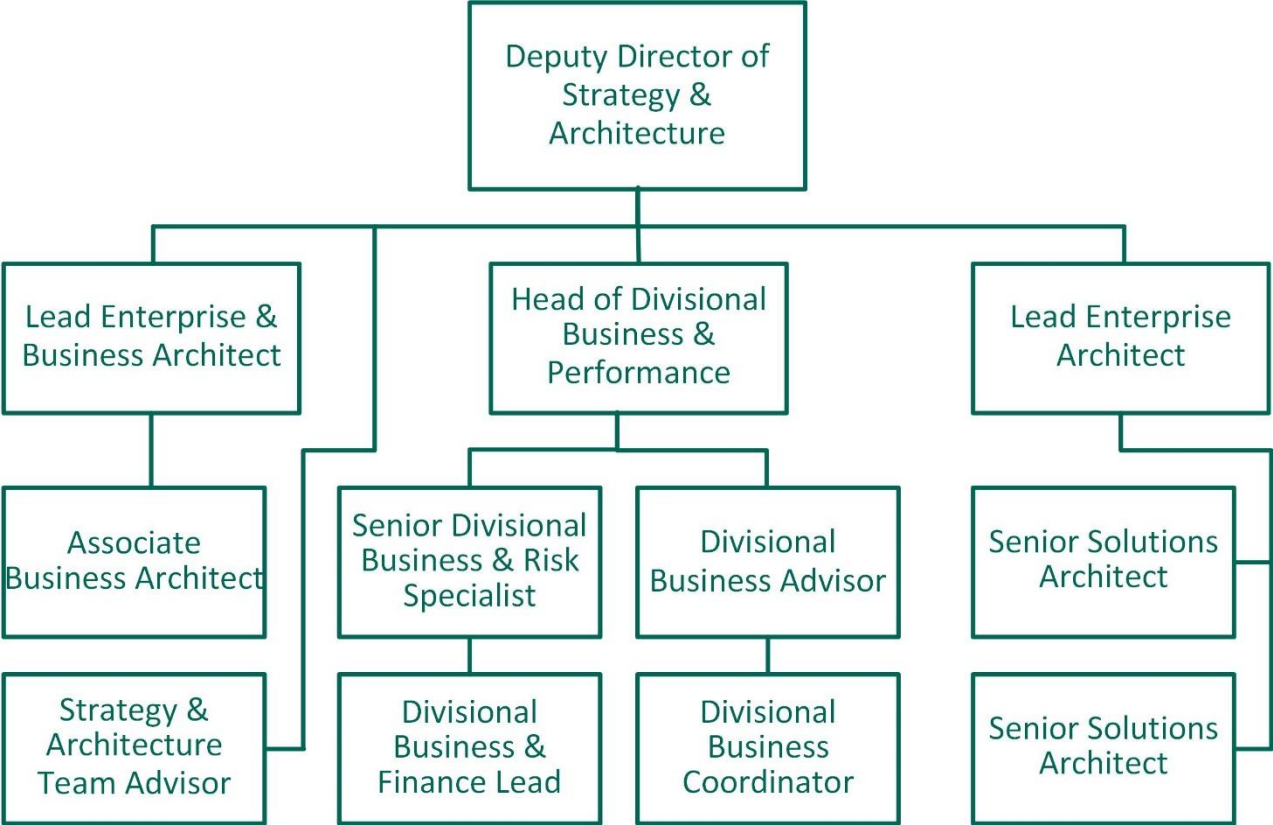 Deputy Director of
Strategy &
Architecture
Lead Enterprise &
Business Architect
Head of Divisional
Business &
Performance
Lead Enterprise
Architect
Associate
Business Architect
Senior Divisional
Business & Risk
Specialist
Divisional
Business Advisor
Senior Solutions
Architect
Strategy &
Architecture
Team Advisor
Divisional
Business &
Finance Lead
Divisional
Business
Coordinator
Senior Solutions
Architect